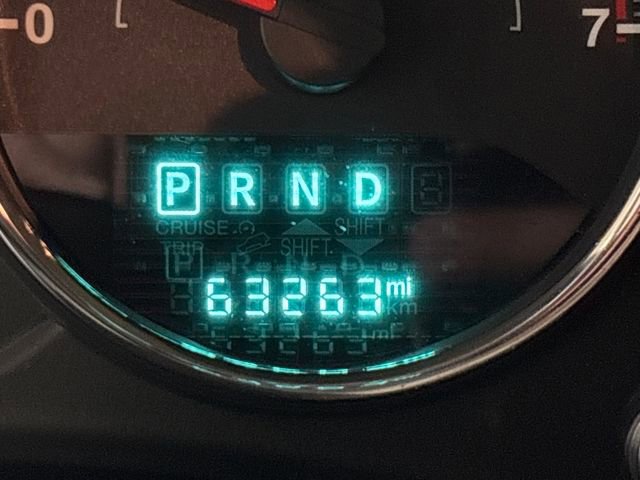 0 7
P R N D
CRUISE SHIFT
TRIP SHIFT
63263 mi
km